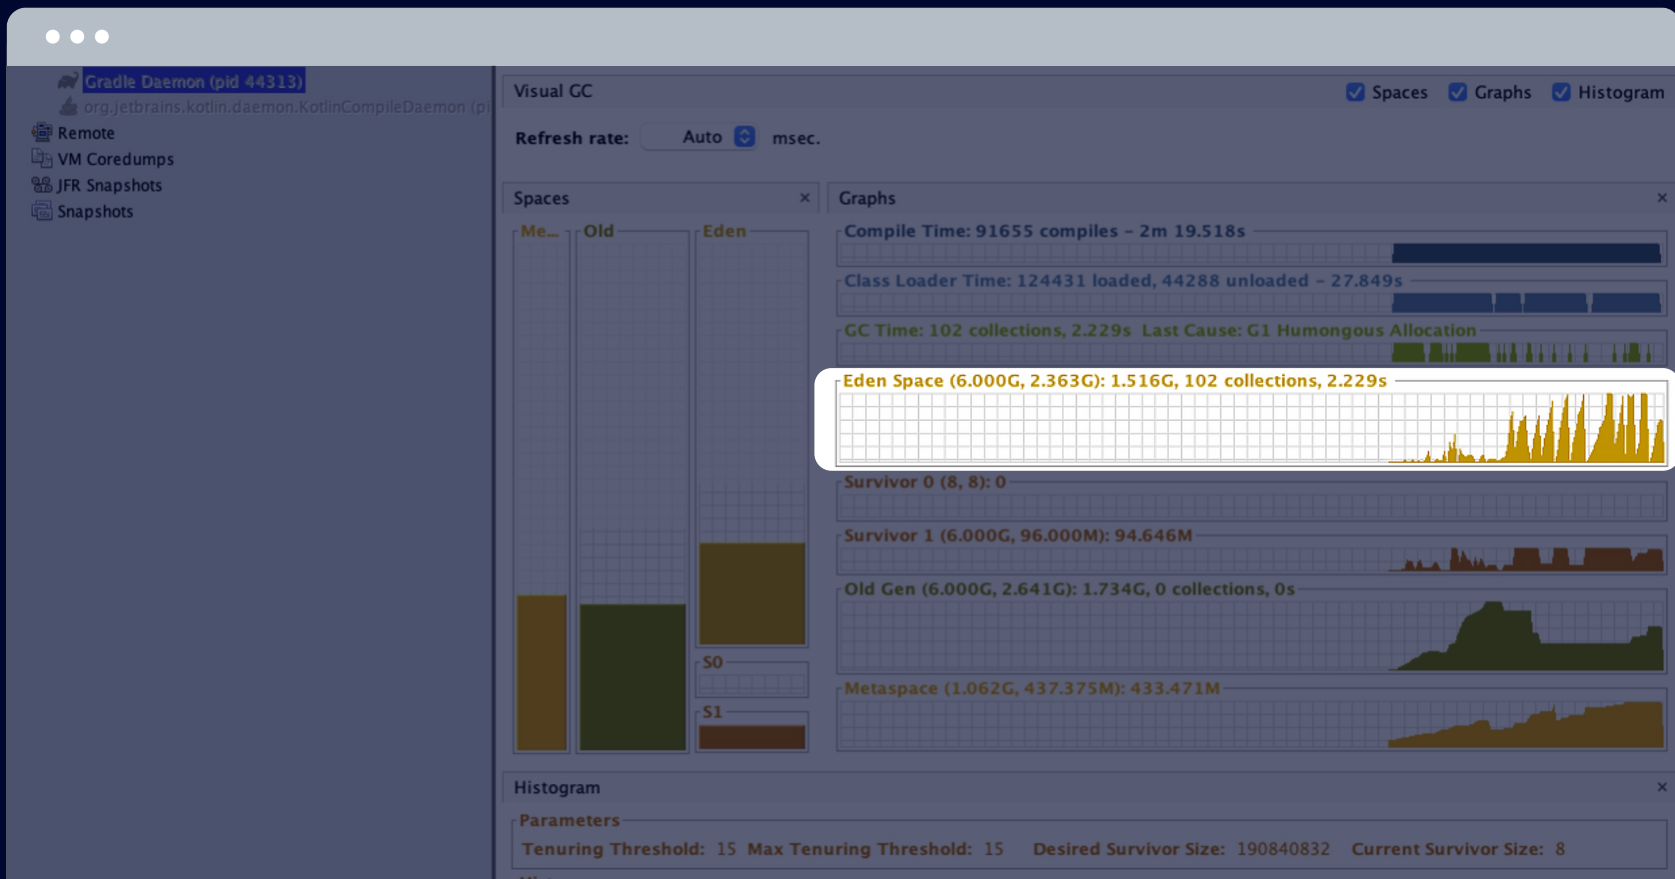 Gradle Daemon (pid 44313)
org.jetbrains.kotlin.daemon.KotlinCompileDaemon (pi
Remote
VM Coredumps
JFR Snapshots
Snapshots
Visual GC
Spaces Graphs Histogram
Refresh rate: Auto msec.
Spaces
Me... Old Eden
S0
S1
Graphs
Compile Time: 91655 compiles - 2m 19.518s
Class Loader Time: 124431 loaded, 44288 unloaded - 27.849s
GC Time: 102 collections, 2.229s Last Cause: G1 Humongous Allocation
Eden Space (6.000G, 2.363G): 1.516G, 102 collections, 2.229s
Survivor 0 (8, 8): 0
Survivor 1 (6.000G, 96.000M): 94.646M
Old Gen (6.000G, 2.641G): 1.734G, 0 collections, 0s
Metaspace (1.062G, 437.375M): 433.471M
Histogram
Parameters
Tenuring Threshold: 15 Max Tenuring Threshold: 15 Desired Survivor Size: 190840832 Current Survivor Size: 8